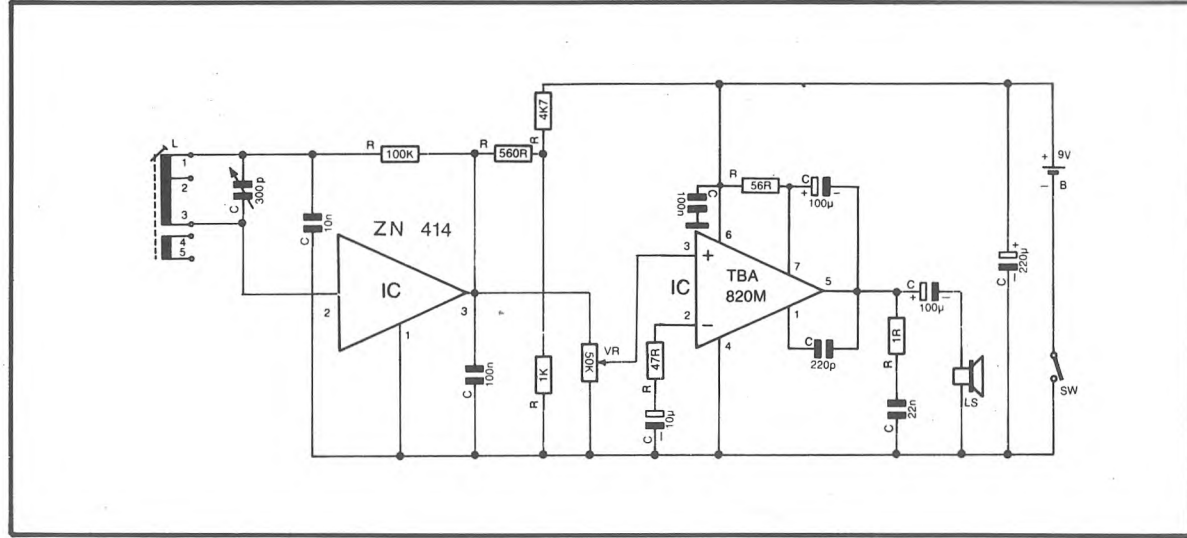 L
1
2
3
4
5
C
300p
C
10n
R
100K
R
560R
R
4K7
ZN 414
IC
2
1
3
C
100n
R
1K
50K
VR
C
100n
R
56R
C
+
100µ
–
6
3
+
7
IC
TBA
820M
5
2
–
1
4
47R
R
C
10µ
–
C
220p
C
+
100µ
–
1R
R
22n
C
LS
+
220µ
C
–
+
9V
–
B
SW